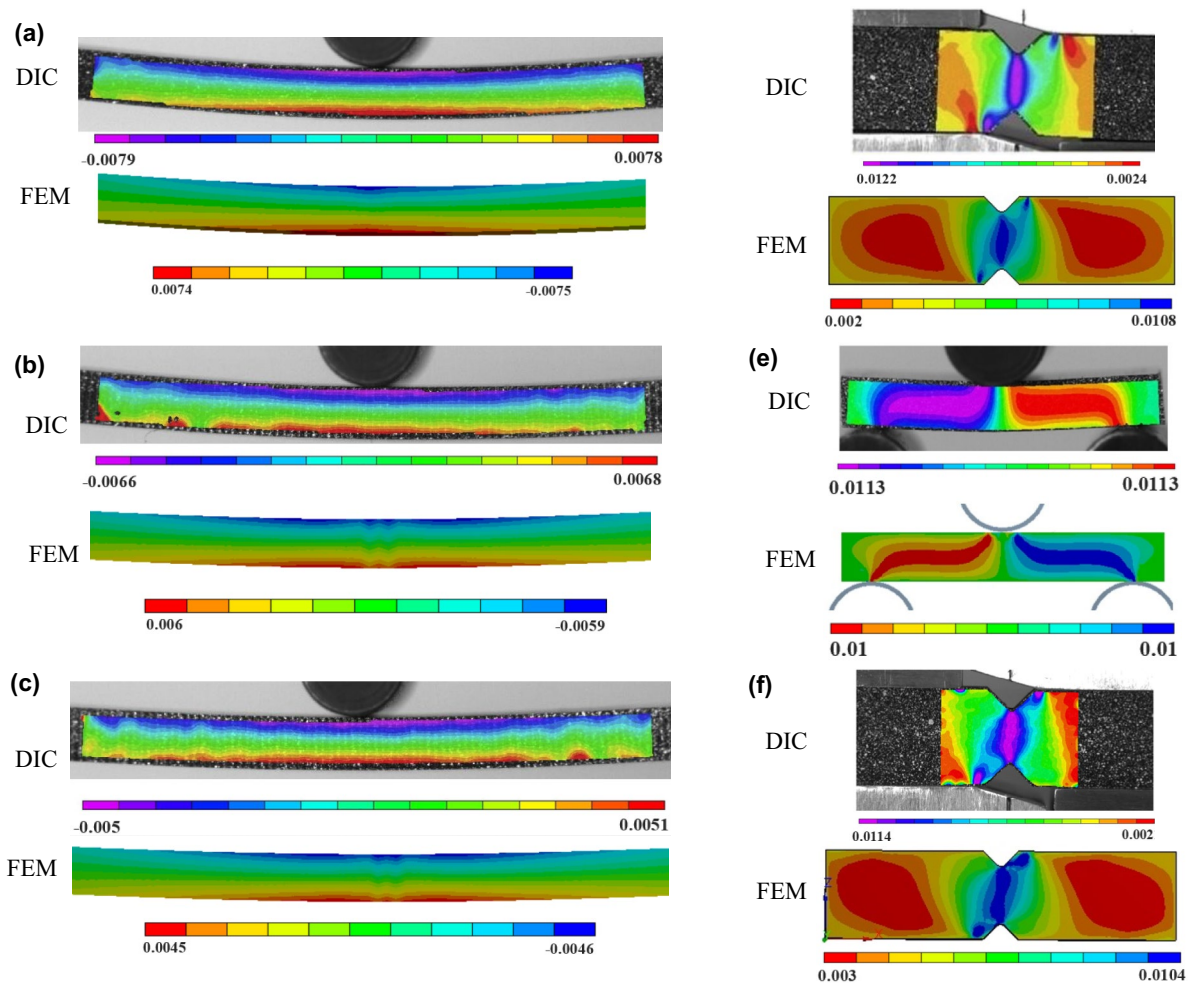 (a)
DIC
-0.0079 0.0078
FEM
0.0074 -0.0075
(b)
DIC
-0.0066 0.0068
FEM
0.006 -0.0059
(c)
DIC
-0.005 0.0051
FEM
0.0045 -0.0046
DIC
0.0122 0.0024
FEM
0.002 0.0108
(e)
DIC
0.0113 0.0113
FEM
0.01 0.01
(f)
DIC
0.0114 0.002
FEM
Z
0.003 0.0104